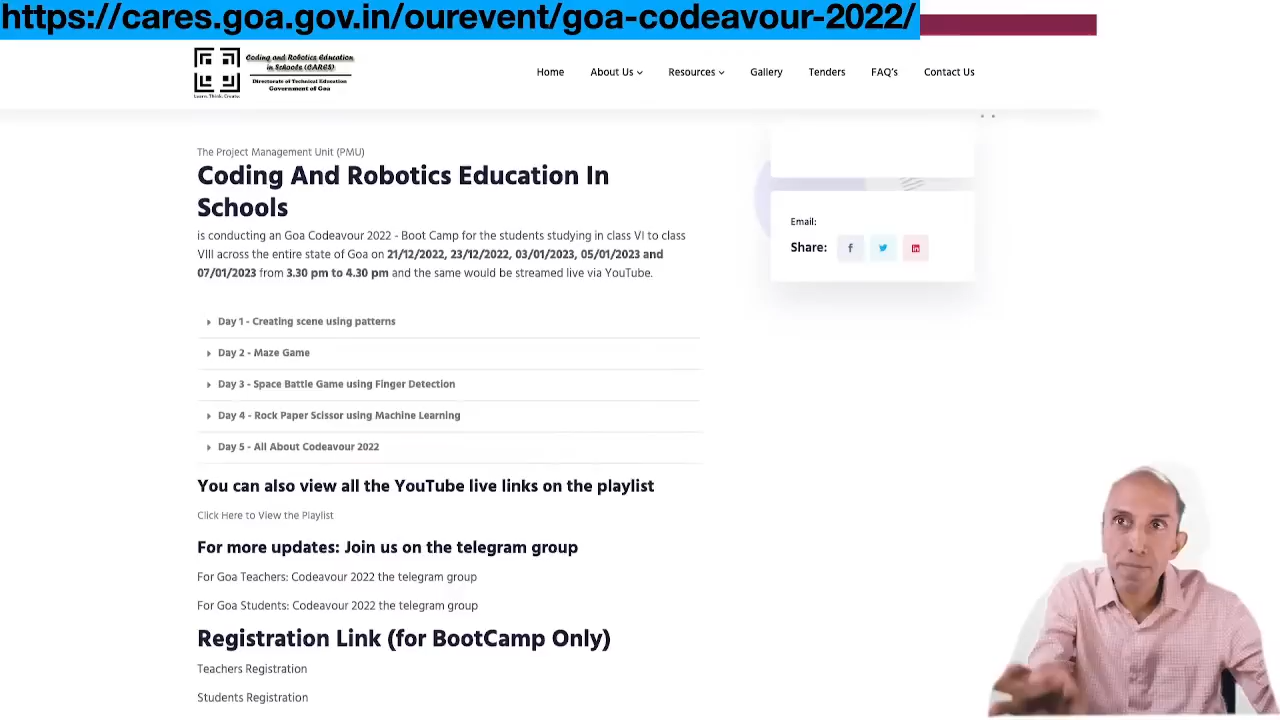 https://cares.goa.gov.in/ourevent/goa-codeavour-2022/
Coding and Robotics Education
in Schools (CARES)
Directorate of Technical Education
Government of Goa
Learn. Think. Create.
Home About Us Resources Gallery Tenders FAQ's Contact Us
The Project Management Unit (PMU)
Coding And Robotics Education In
Schools
is conducting an Goa Codeavour 2022 - Boot Camp for the students studying in class VI to class
VIII across the entire state of Goa on 21/12/2022, 23/12/2022, 03/01/2023, 05/01/2023 and
07/01/2023 from 3.30 pm to 4.30 pm and the same would be streamed live via YouTube.
Email:
Share:
Day 1 - Creating scene using patterns
Day 2 - Maze Game
Day 3 - Space Battle Game using Finger Detection
Day 4 - Rock Paper Scissor using Machine Learning
Day 5 - All About Codeavour 2022
You can also view all the YouTube live links on the playlist
Click Here to View the Playlist
For more updates: Join us on the telegram group
For Goa Teachers: Codeavour 2022 the telegram group
For Goa Students: Codeavour 2022 the telegram group
Registration Link (for BootCamp Only)
Teachers Registration
Students Registration